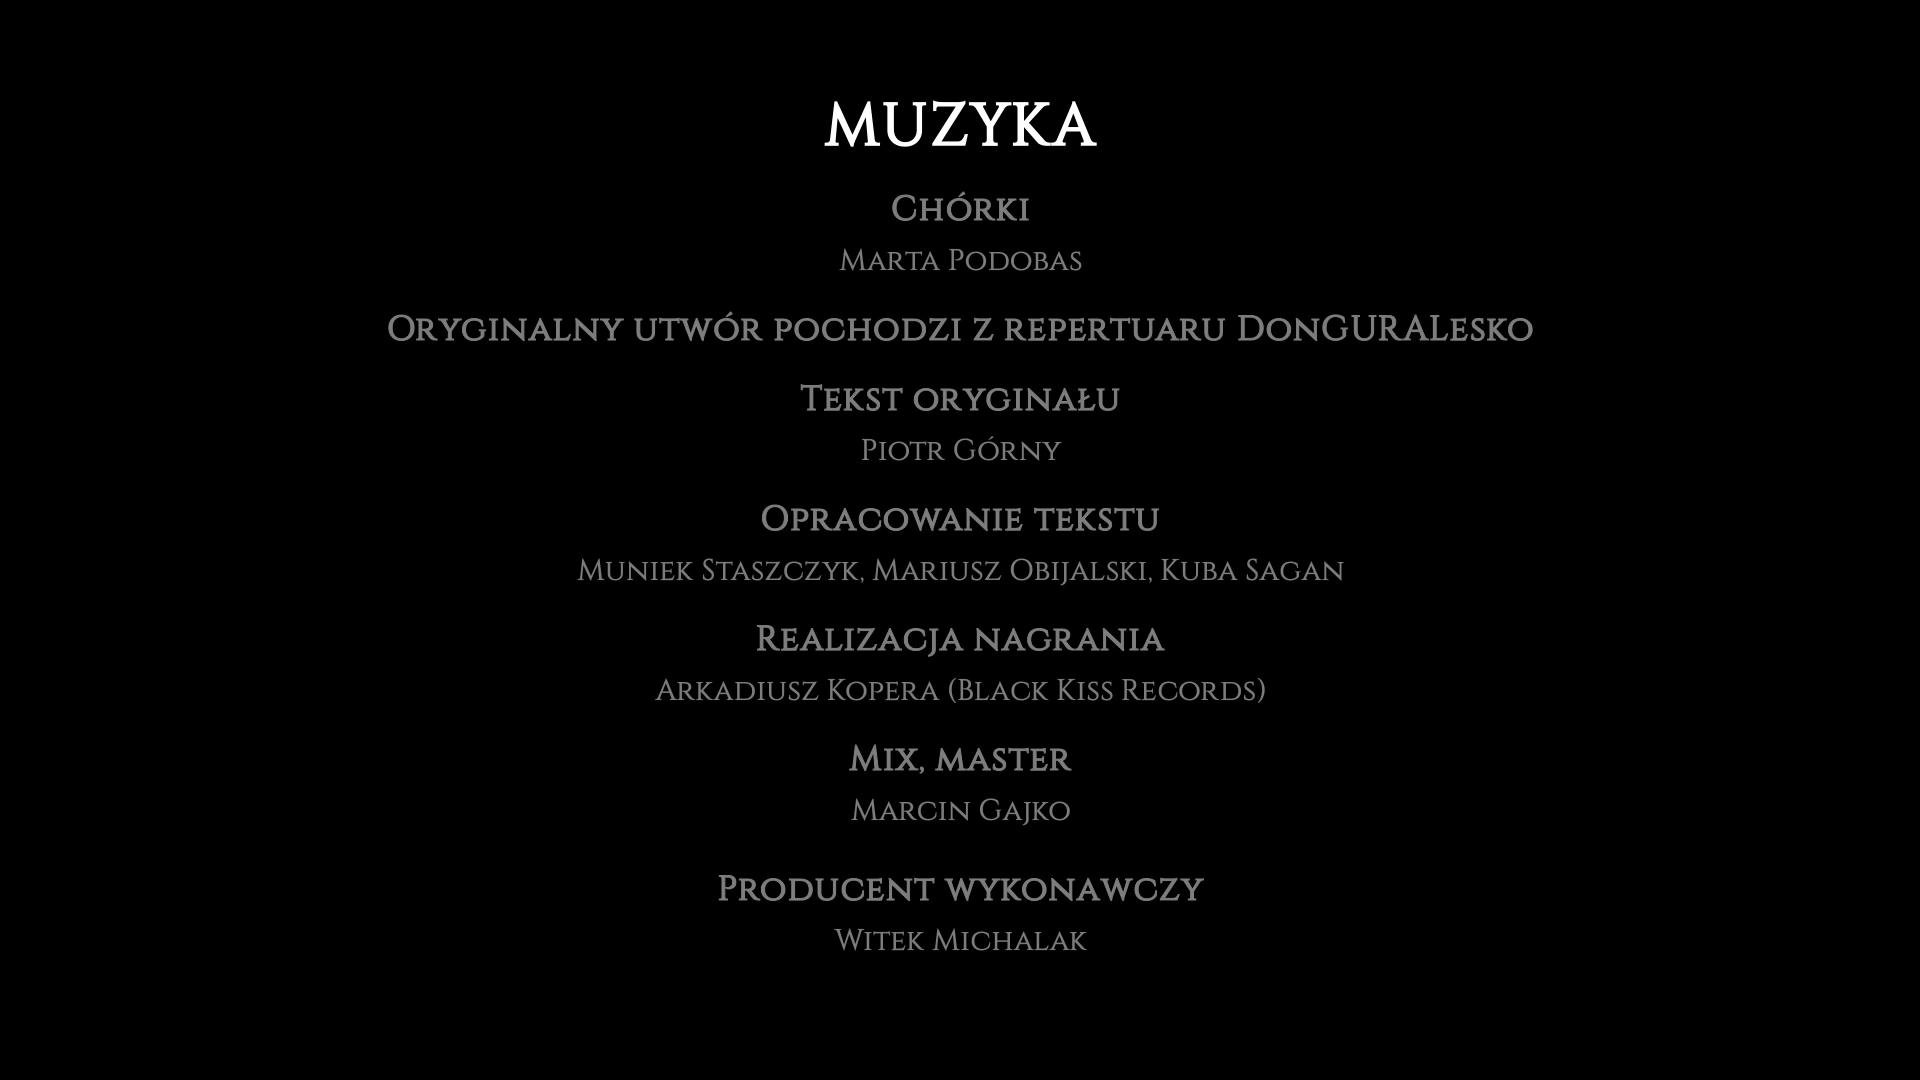 MUZYKA
Chórki
Marta Podobas
Oryginalny utwór pochodzi z repertuaru DonGURALesko
Tekst oryginału
Piotr Górny
Opracowanie tekstu
Muniek Staszczyk, Mariusz Obijalski, Kuba Sagan
Realizacja nagrania
Arkadiusz Kopera (Black Kiss Records)
Mix, master
Marcin Gajko
Producent wykonawczy
Witek Michalak